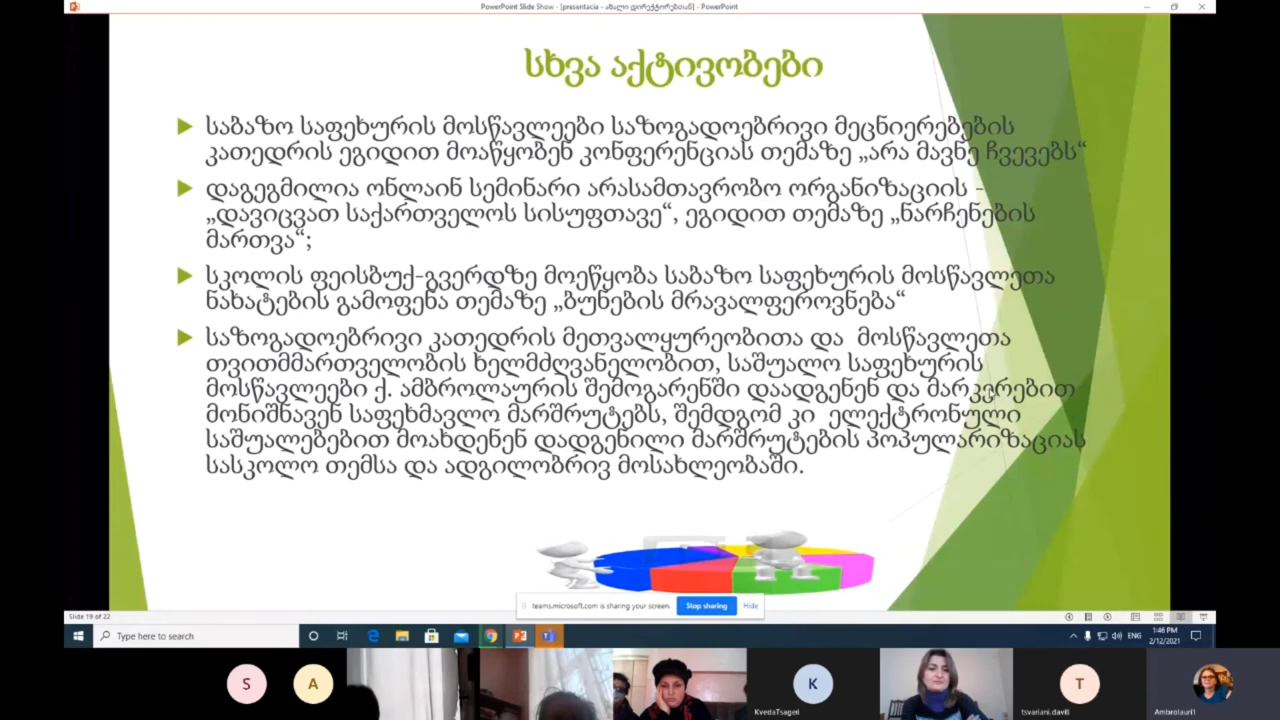 PowerPoint Slide Show - [presentacia - ახალი დირექტორებთან] - PowerPoint
სხვა აქტივობები
საბაზო საფეხურის მოსწავლეები საზოგადოებრივი მეცნიერებების
კათედრის ეგიდით მოაწყობენ კონფერენციას თემაზე „არა მავნე ჩვევებს“
დაგეგმილია ონლაინ სემინარი არასამთავრობო ორგანიზაციის -
„დავიცვათ საქართველოს სისუფთავე“, ეგიდით თემაზე „ნარჩენების
მართვა“;
სკოლის ფეისბუქ-გვერდზე მოეწყობა საბაზო საფეხურის მოსწავლეთა
ნახატების გამოფენა თემაზე „ბუნების მრავალფეროვნება“
საზოგადოებრივი კათედრის მეთვალყურეობითა და მოსწავლეთა
თვითმმართველობის ხელმძღვანელობით, საშუალო საფეხურის
მოსწავლეები ქ. ამბროლაურის შემოგარენში დაადგენენ და მარკერებით
მონიშნავენ საფეხმავლო მარშრუტებს, შემდგომ კი ელექტრონული
საშუალებებით მოახდენენ დადგენილი მარშრუტების პოპულარიზაციას
სასკოლო თემსა და ადგილობრივ მოსახლეობაში.
teams.microsoft.com is sharing your screen. Stop sharing Hide
Slide 19 of 22
Type here to search
ENG
1:46 PM
2/12/2021
S
A
K
T
KvedaTsageri
tsvariani.daviti
Ambrolauri1